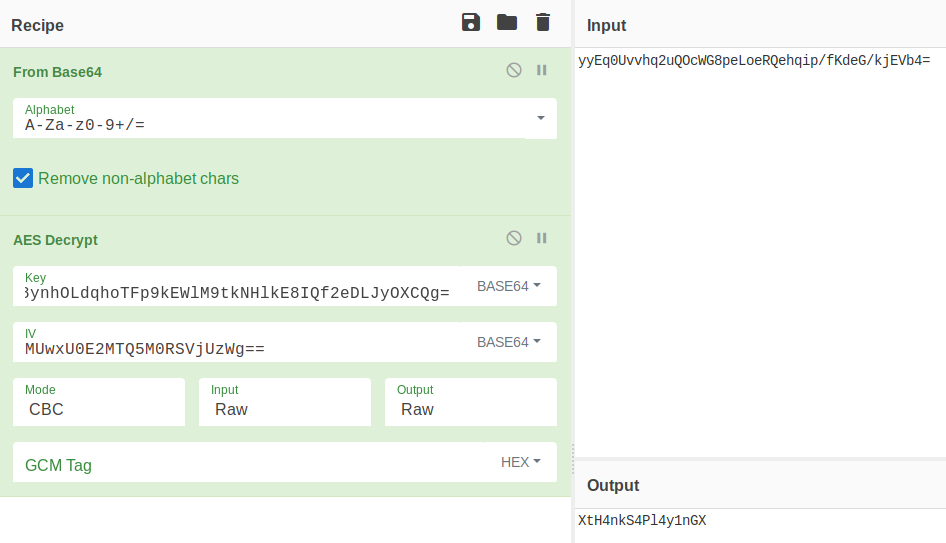 Recipe
From Base64
Alphabet
A-Za-z0-9+/=
Remove non-alphabet chars
AES Decrypt
Key
3ynhOLdqhoTFp9kEWlM9tkNHlkE8IQf2eDLJyOXCQg= BASE64
IV
MUwxU0E2MTQ5M0RSVjUzWg== BASE64
Mode Input Output
CBC Raw Raw
GCM Tag HEX
Input
yyEq0Uvvhq2uQOcWG8peLoeRQehqip/fKdeG/kjEVb4=
Output
XtH4nkS4Pl4y1nGX